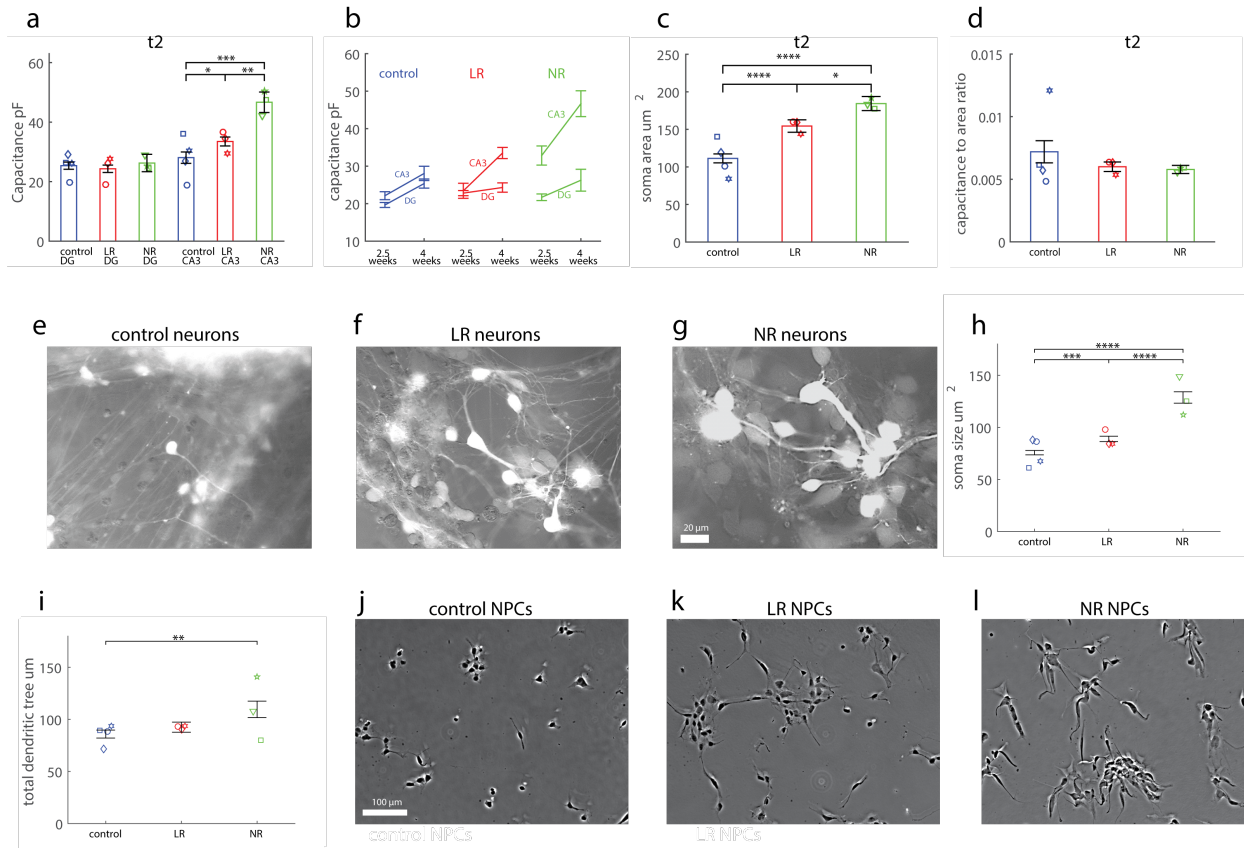 a
t2
Capacitance pF
60
40
20
0
***
*
**
control DG
LR DG
NR DG
control CA3
LR CA3
NR CA3
b
Capacitance pF
60
50
40
30
20
10
control
LR
NR
CA3
DG
CA3
DG
CA3
DG
2.5 weeks
4 weeks
2.5 weeks
4 weeks
2.5 weeks
4 weeks
c
t2
soma area um 2
250
200
150
100
50
0
****
****
*
control
LR
NR
d
t2
capacitance to area ratio
0.015
0.01
0.005
0
control
LR
NR
e
control neurons
f
LR neurons
g
NR neurons
20 µm
h
soma size um 2
150
100
50
0
****
***
****
control
LR
NR
i
total dendritic tree um
150
100
50
0
**
control
LR
NR
j
control NPCs
100 µm
control NPCs
k
LR NPCs
LR NPCs
l
NR NPCs